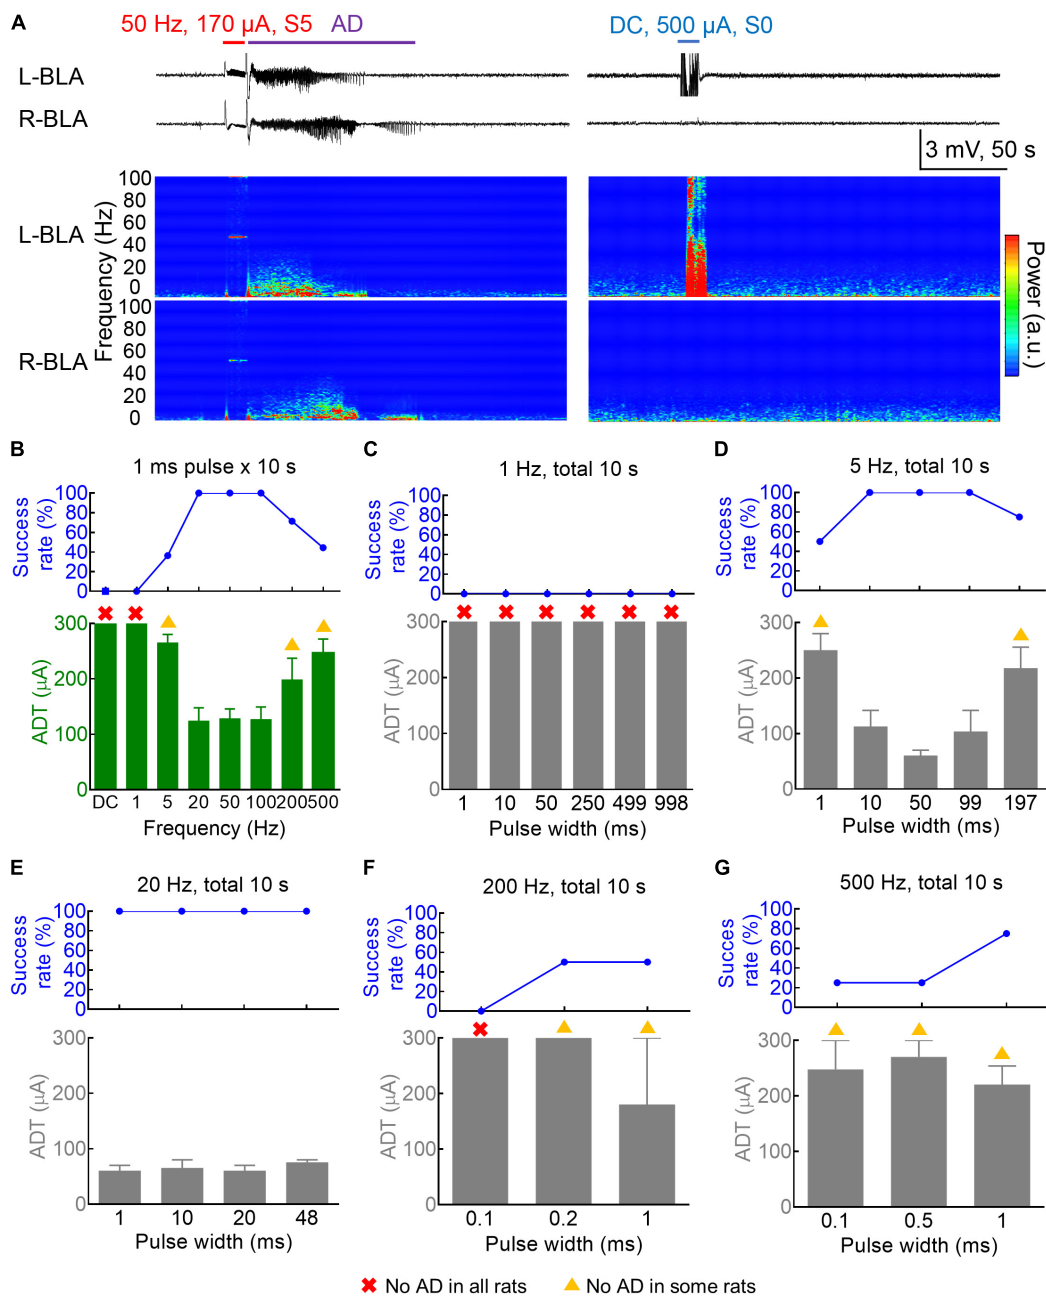 A
50 Hz, 170 µA, S5 AD
DC, 500 µA, S0
L-BLA
R-BLA
3 mV, 50 s
L-BLA
R-BLA
Frequency (Hz)
100
80
60
40
20
0
100
80
60
40
20
0
Power (a.u.)
B
1 ms pulse x 10 s
Success rate (%)
100
80
60
40
20
0
ADT (µA)
300
200
100
0
DC 1 5 20 50 100 200 500
Frequency (Hz)
C
1 Hz, total 10 s
Success rate (%)
100
80
60
40
20
0
ADT (µA)
300
200
100
0
1 10 50 250 499 998
Pulse width (ms)
D
5 Hz, total 10 s
Success rate (%)
100
80
60
40
20
0
ADT (µA)
300
200
100
0
1 10 50 99 197
Pulse width (ms)
E
20 Hz, total 10 s
Success rate (%)
100
80
60
40
20
0
ADT (µA)
300
200
100
0
1 10 20 48
Pulse width (ms)
F
200 Hz, total 10 s
Success rate (%)
100
80
60
40
20
0
ADT (µA)
300
200
100
0
0.1 0.2 1
Pulse width (ms)
G
500 Hz, total 10 s
Success rate (%)
100
80
60
40
20
0
ADT (µA)
300
200
100
0
0.1 0.5 1
Pulse width (ms)
No AD in all rats
No AD in some rats